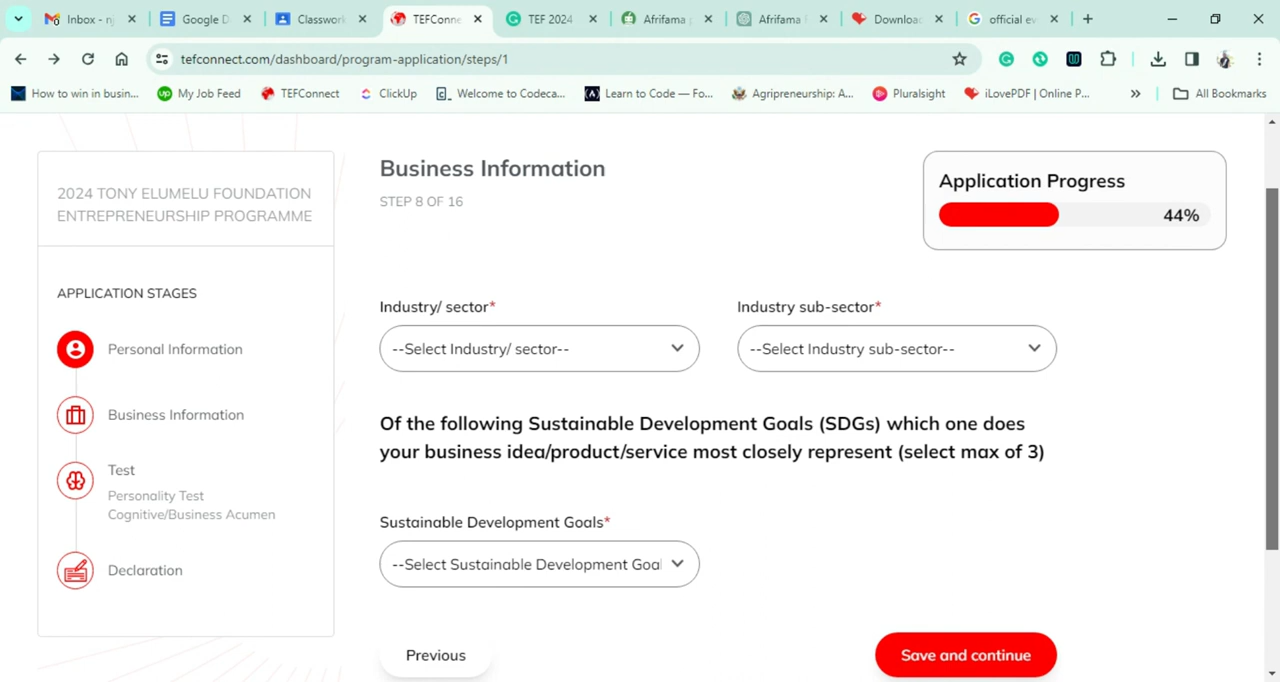 Inbox - nj
Google D
Classwork
TEFConne
TEF 2024
Afrifama
Afrifama
Download
official ev
tefconnect.com/dashboard/program-application/steps/1
How to win in busin...
My Job Feed
TEFConnect
ClickUp
Welcome to Codeca...
Learn to Code — Fo...
Agripreneurship: A...
Pluralsight
iLovePDF | Online P...
All Bookmarks
2024 TONY ELUMELU FOUNDATION
ENTREPRENEURSHIP PROGRAMME
APPLICATION STAGES
Personal Information
Business Information
Test
Personality Test
Cognitive/Business Acumen
Declaration
Business Information
STEP 8 OF 16
Application Progress
44%
Industry/ sector*
Industry sub-sector*
--Select Industry/ sector--
--Select Industry sub-sector--
Of the following Sustainable Development Goals (SDGs) which one does
your business idea/product/service most closely represent (select max of 3)
Sustainable Development Goals*
--Select Sustainable Development Goal
Previous
Save and continue